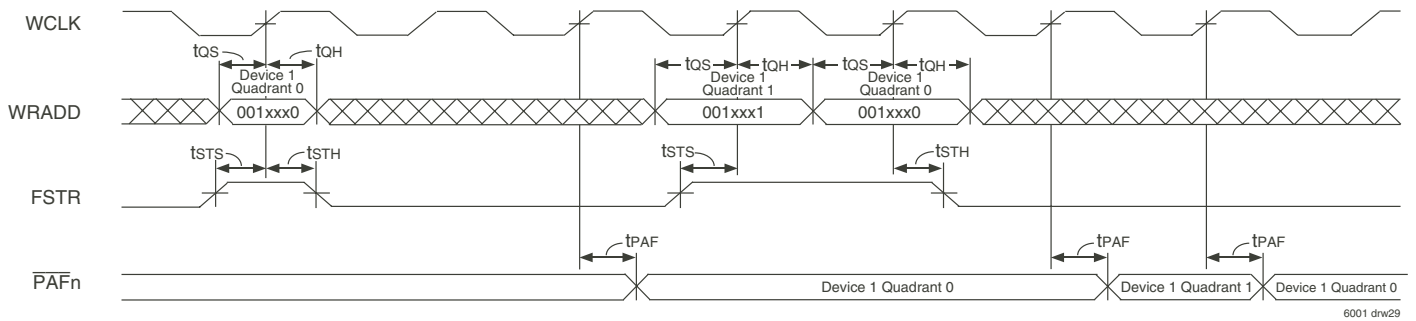 WCLK
tQS
tQH
Device 1
Quadrant 0
tQS
Device 1
Quadrant 1
tQH
tQS
Device 1
Quadrant 0
tQH
WRADD
001xxx0
001xxx1
001xxx0
tSTS
tSTH
tSTS
tSTH
FSTR
tPAF
tPAF
tPAF
PAFn
Device 1 Quadrant 0
Device 1 Quadrant 1
Device 1 Quadrant 0
6001 drw29